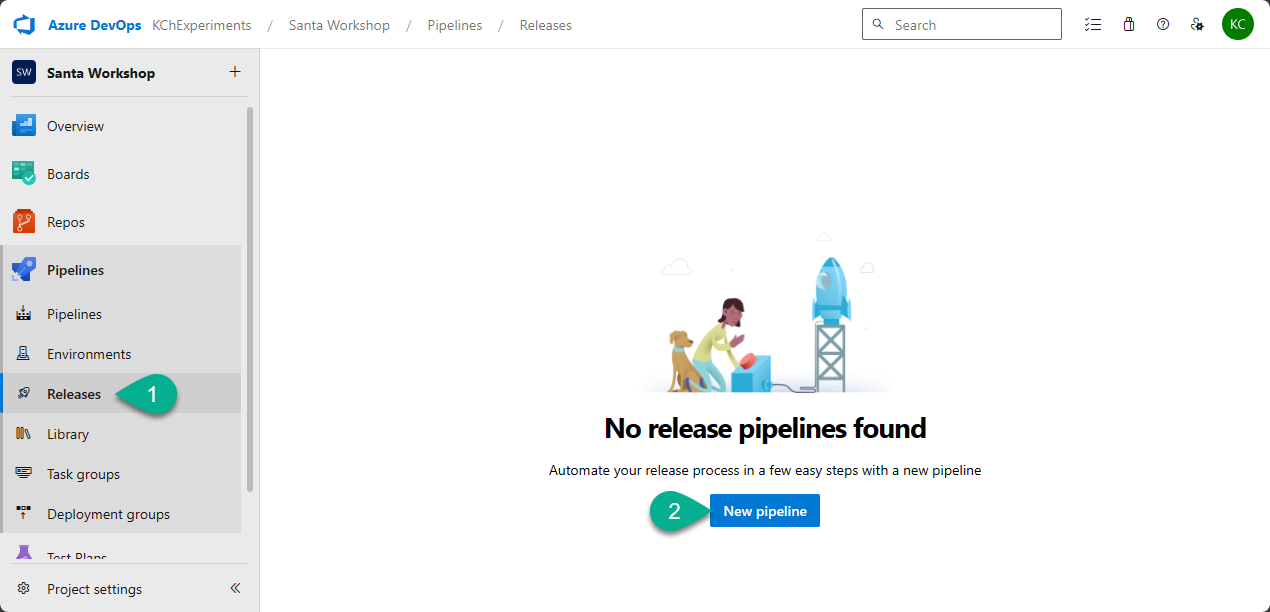 Azure DevOps KChExperiments / Santa Workshop / Pipelines / Releases
Search
KC
SW Santa Workshop +
Overview
Boards
Repos
Pipelines
Pipelines
Environments
Releases
1
Library
Task groups
Deployment groups
Test Plans
Project settings
No release pipelines found
Automate your release process in a few easy steps with a new pipeline
2
New pipeline